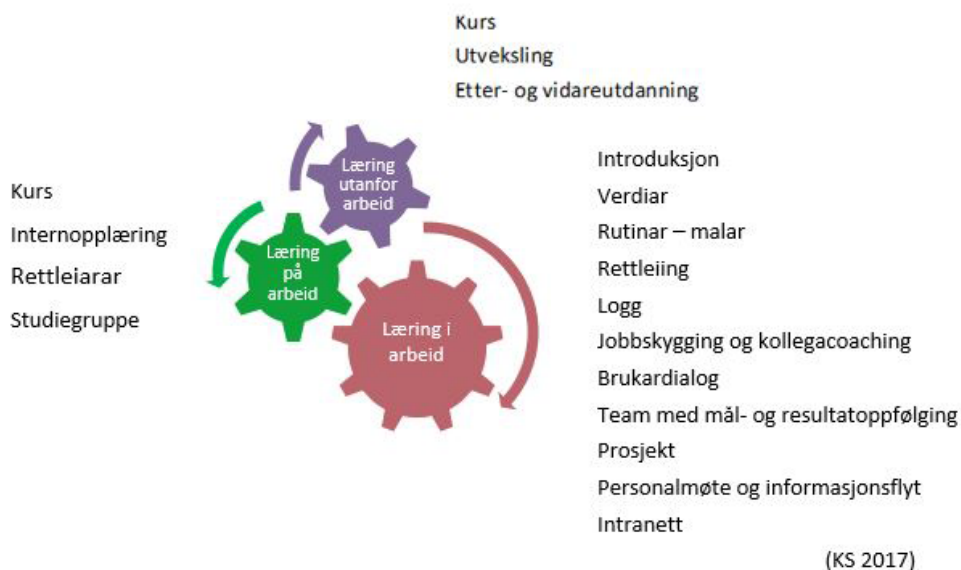 Kurs
Utveksling
Etter- og vidareutdanning
Læring
utanfor
arbeid
Kurs
Internopplæring
Rettleiarar
Studiegruppe
Læring
på
arbeid
Læring i
arbeid
Introduksjon
Verdiar
Rutinar – malar
Rettleiing
Logg
Jobbskygging og kollegacoaching
Brukardialog
Team med mål- og resultatoppfølging
Prosjekt
Personalmøte og informasjonsflyt
Intranett
(KS 2017)